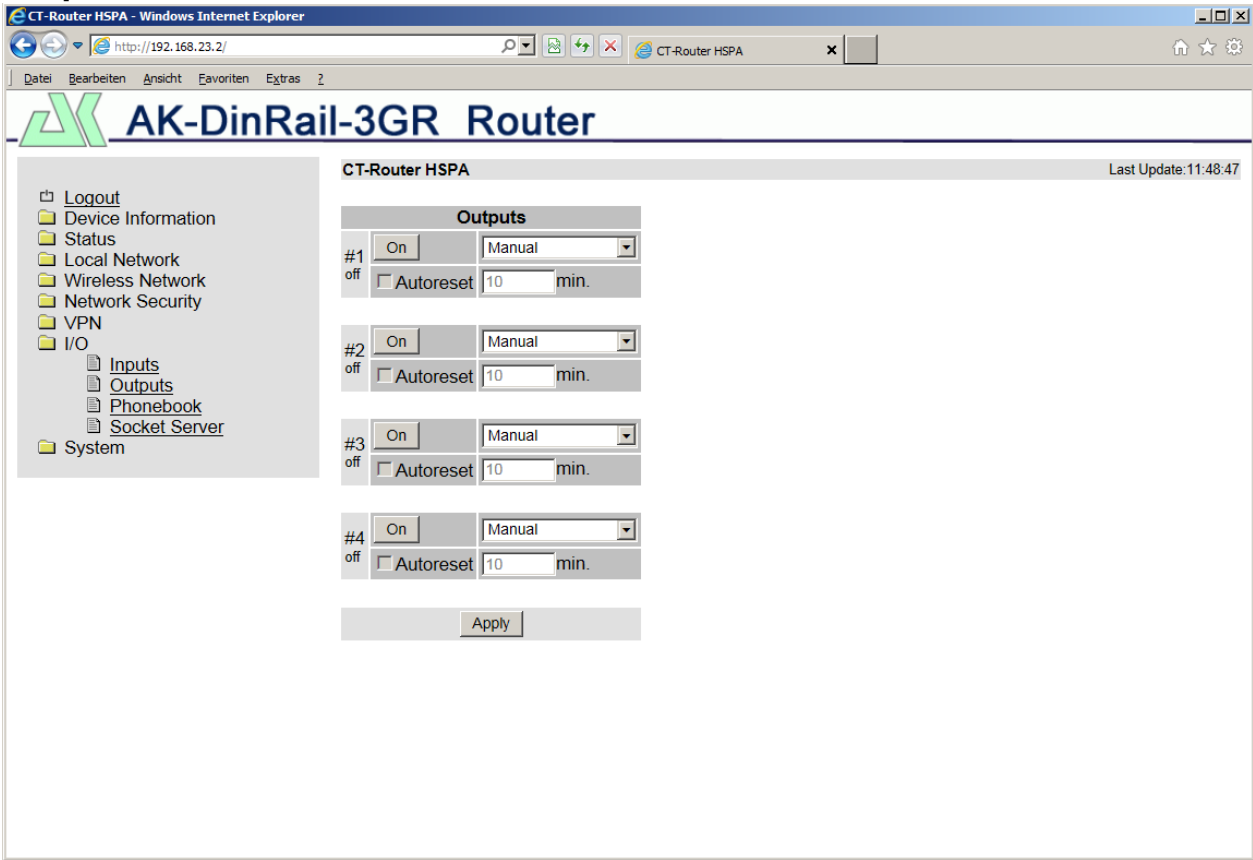 CT-Router HSPA - Windows Internet Explorer
http://192.168.23.2/
CT-Router HSPA
Datei Bearbeiten Ansicht Favoriten Extras ?
AK-DinRail-3GR Router
CT-Router HSPA
Last Update:11:48:47
Logout
Device Information
Status
Local Network
Wireless Network
Network Security
VPN
I/O
Inputs
Outputs
Phonebook
Socket Server
System
Outputs
#1 off
On Manual
Autoreset 10 min.
#2 off
On Manual
Autoreset 10 min.
#3 off
On Manual
Autoreset 10 min.
#4 off
On Manual
Autoreset 10 min.
Apply